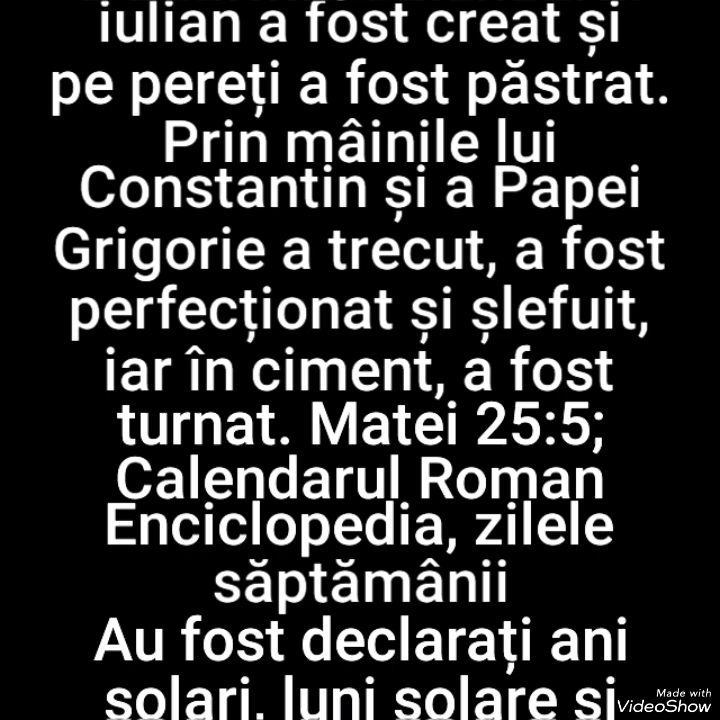 iulian a fost creat și
pe pereți a fost păstrat.
Prin mâinile lui
Constantin și a Papei
Grigorie a trecut, a fost
perfecționat și șlefuit,
iar în ciment, a fost
turnat. Matei 25:5;
Calendarul Roman
Enciclopedia, zilele
săptămânii
Au fost declarați ani
solari, luni solare și
Made with
VideoShow